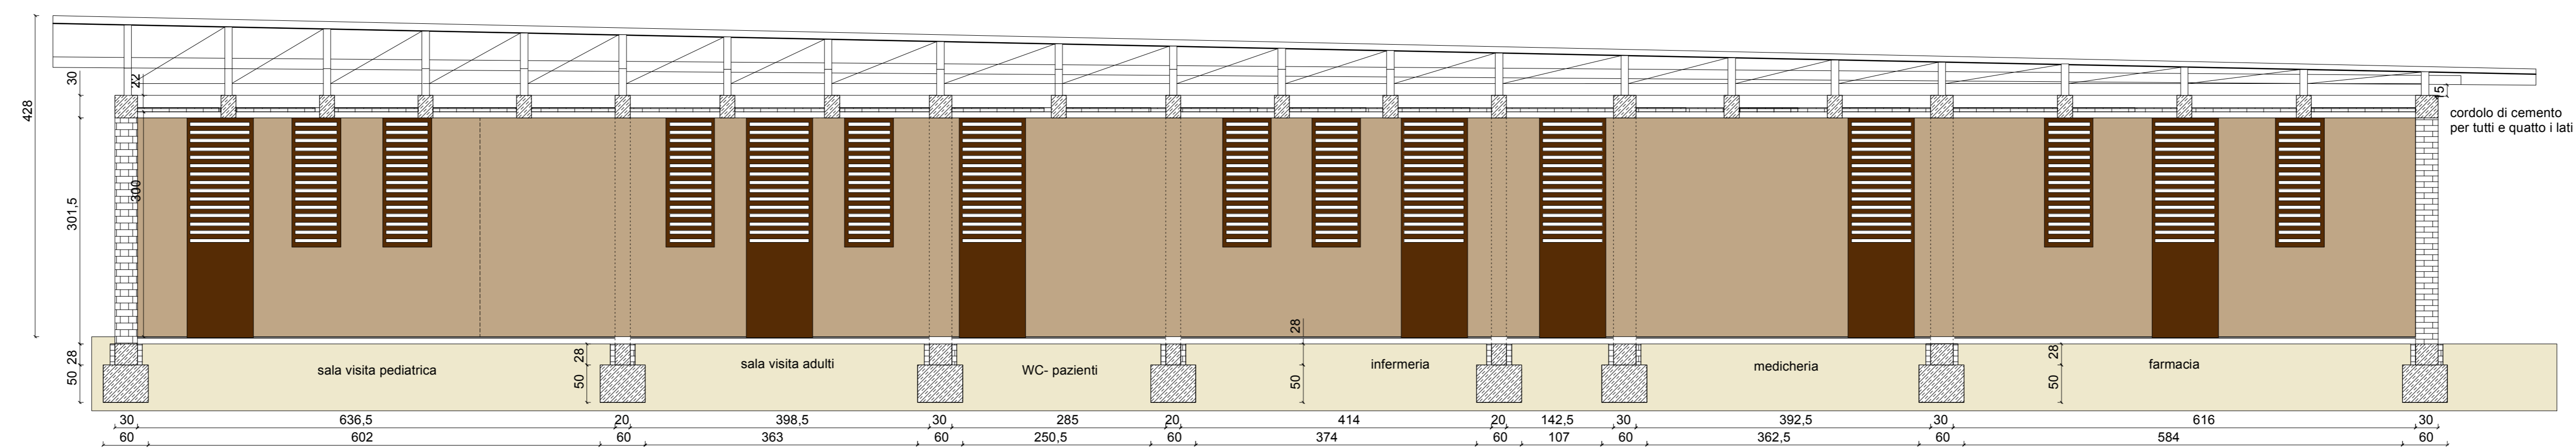 428
30
22
301,5
300
28
50
15
cordolo di cemento
per tutti e quatto i lati
28
50
28
50
28
50
sala visita pediatrica
sala visita adulti
WC- pazienti
infermeria
medicheria
farmacia
30 636,5 20 398,5 30 285 20 414 20 142,5 30 392,5 30 616 30
60 602 60 363 60 250,5 60 374 60 107 60 362,5 60 584 60